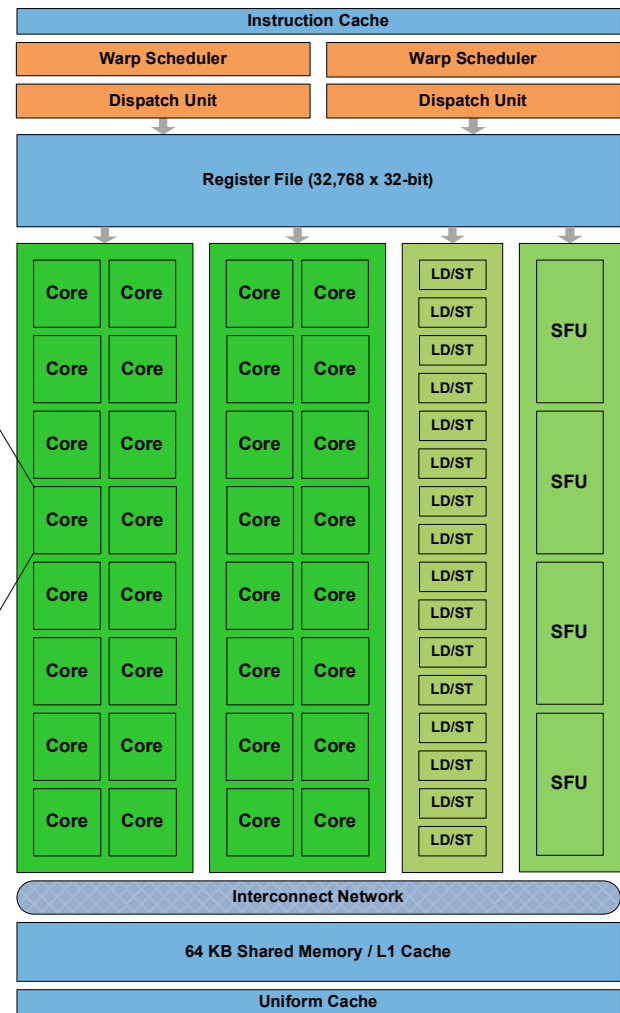 Instruction Cache
Warp Scheduler Warp Scheduler
Dispatch Unit Dispatch Unit
Register File (32,768 x 32-bit)
Core Core Core Core LD/ST LD/ST SFU
Core Core Core Core LD/ST LD/ST
Core Core Core Core LD/ST LD/ST SFU
Core Core Core Core LD/ST LD/ST
Core Core Core Core LD/ST LD/ST SFU
Core Core Core Core LD/ST LD/ST
Core Core Core Core LD/ST LD/ST SFU
Core Core Core Core LD/ST LD/ST
Interconnect Network
64 KB Shared Memory / L1 Cache
Uniform Cache